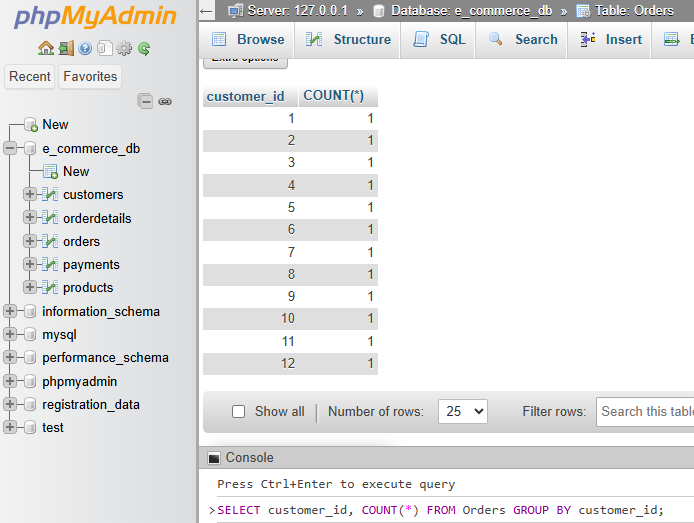 phpMyAdmin
Recent Favorites
New
e_commerce_db
New
customers
orderdetails
orders
payments
products
information_schema
mysql
performance_schema
phpmyadmin
registration_data
test
Server: 127.0.0.1 » Database: e_commerce_db » Table: Orders
Browse Structure SQL Search Insert E
Extra options
customer_id COUNT(*)
1 1
2 1
3 1
4 1
5 1
6 1
7 1
8 1
9 1
10 1
11 1
12 1
Show all Number of rows: 25 Filter rows: Search this table
Console
Press Ctrl+Enter to execute query
>SELECT customer_id, COUNT(*) FROM Orders GROUP BY customer_id;